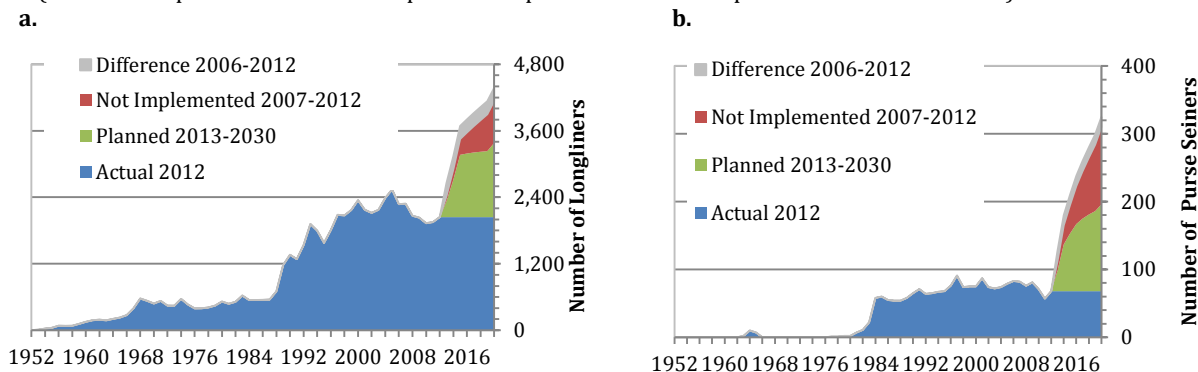 a.
b.
Difference 2006-2012
Not Implemented 2007-2012
Planned 2013-2030
Actual 2012
4,800
3,600
2,400
1,200
0
Number of Longliners
1952 1960 1968 1976 1984 1992 2000 2008 2016
Difference 2006-2012
Not Implemented 2007-2012
Planned 2013-2030
Actual 2012
400
300
200
100
0
Number of Purse Seiners
1952 1960 1968 1976 1984 1992 2000 2008 2016